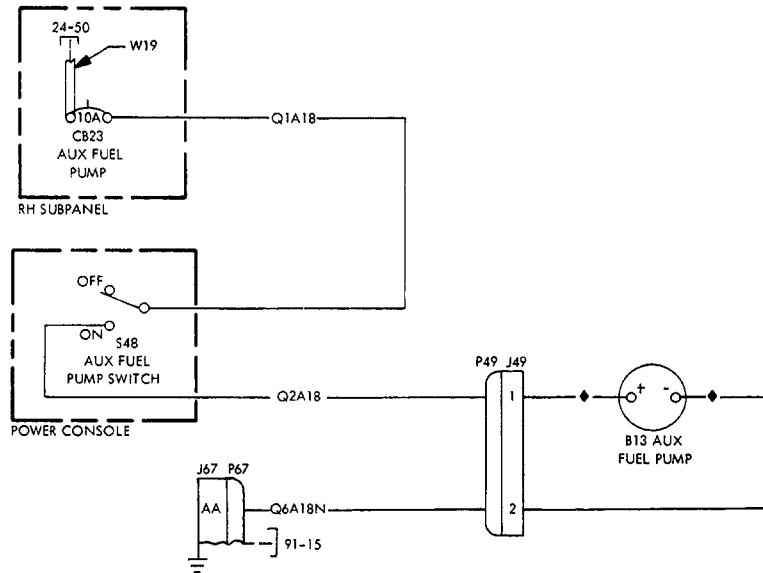 24-50
W19
10A
Q1A18
CB23
AUX FUEL
PUMP
RH SUBPANEL
OFF
ON
S48
AUX FUEL
PUMP SWITCH
POWER CONSOLE
P49 J49
Q2A18
1
+ -
B13 AUX
FUEL PUMP
J67 P67
AA
Q6A18N
2
91-15